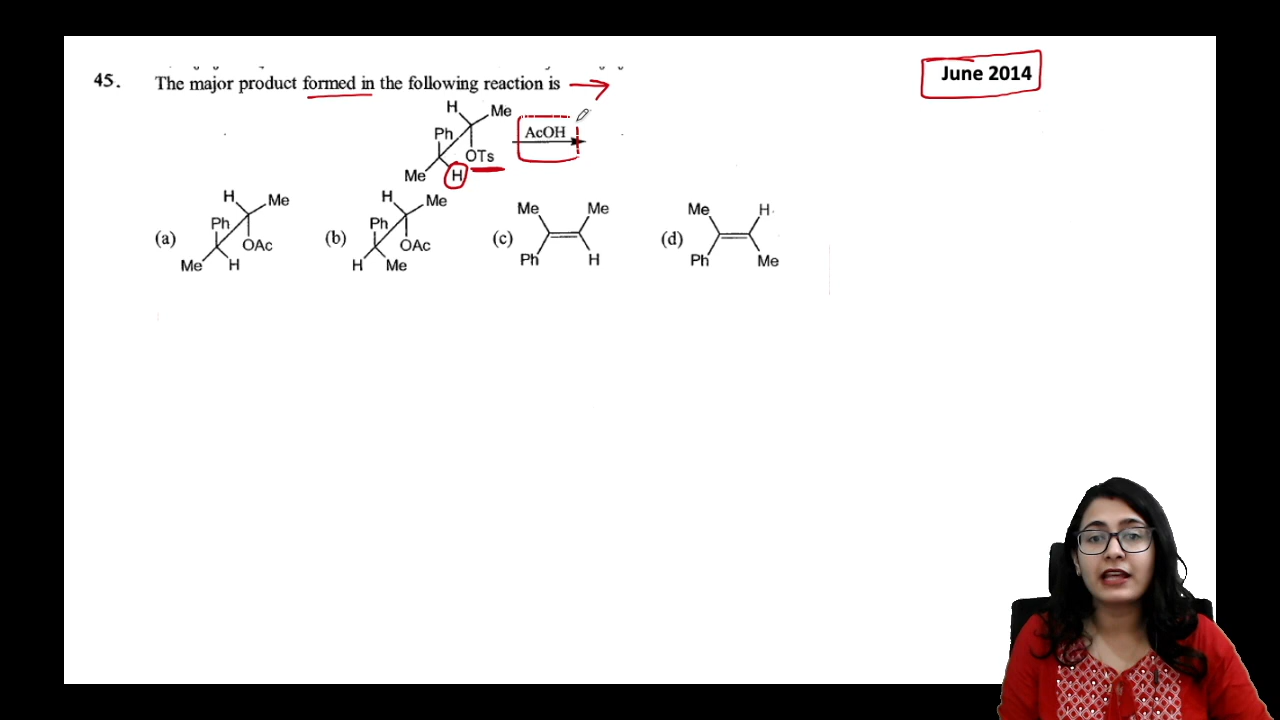 June 2014
45. The major product formed in the following reaction is
H Me
Ph AcOH
OTs
Me H
H Me H Me Me Me Me H
Ph Ph
(a) OAc (b) OAc (c) (d)
Me H H Me Ph H Ph Me